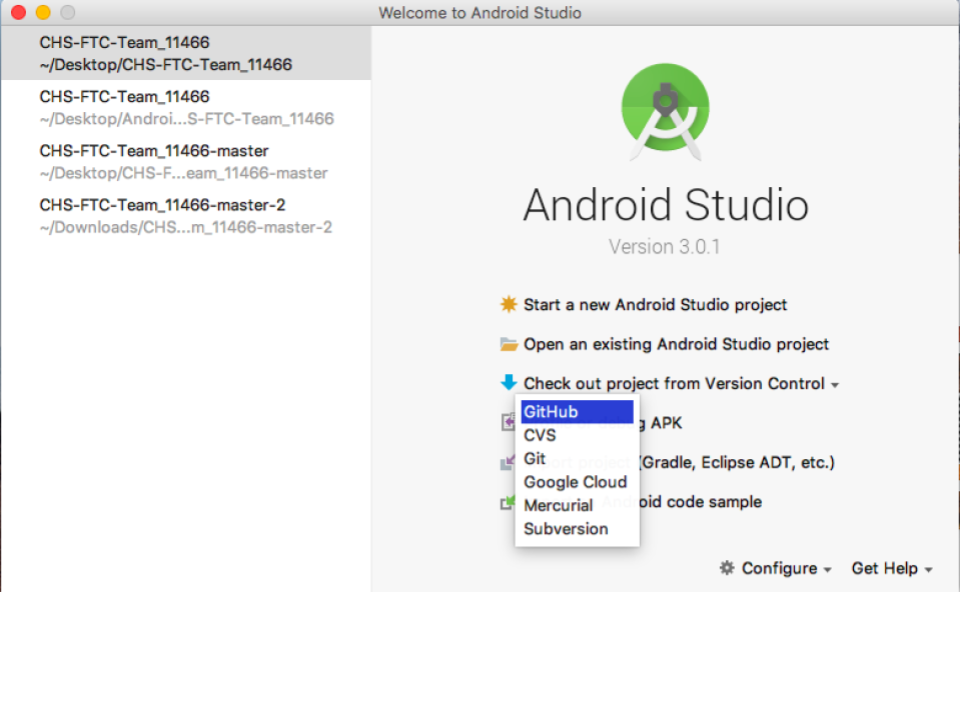 Welcome to Android Studio
CHS-FTC-Team_11466
~/Desktop/CHS-FTC-Team_11466
CHS-FTC-Team_11466
~/Desktop/Androi...S-FTC-Team_11466
CHS-FTC-Team_11466-master
~/Desktop/CHS-F...eam_11466-master
CHS-FTC-Team_11466-master-2
~/Downloads/CHS...m_11466-master-2
Android Studio
Version 3.0.1
Start a new Android Studio project
Open an existing Android Studio project
Check out project from Version Control
GitHub
CVS
Git
Google Cloud
Mercurial
Subversion
APK
(Gradle, Eclipse ADT, etc.)
code sample
Configure
Get Help